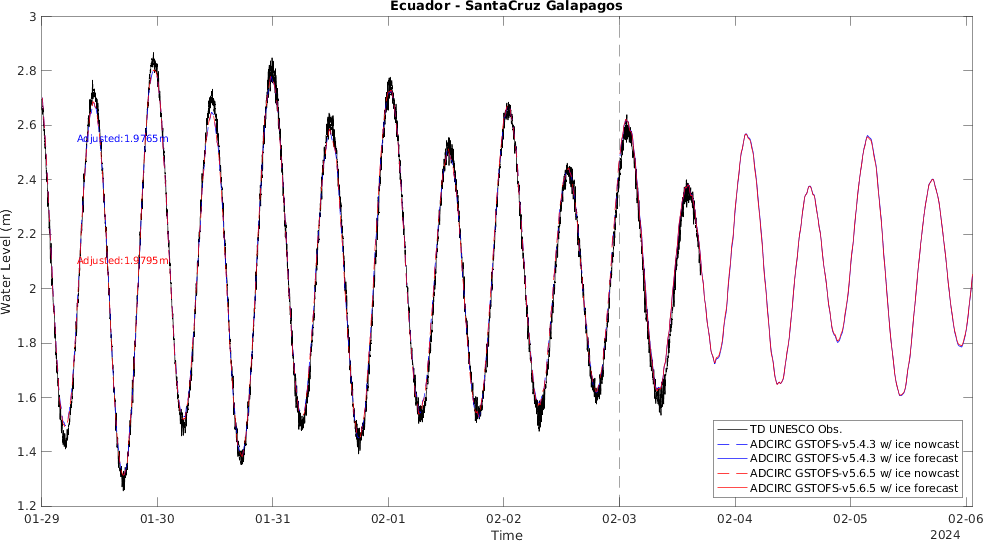 Ecuador - SantaCruz Galapagos
3
2.8
2.6
2.4
2.2
2
1.8
1.6
1.4
1.2
Water Level (m)
Adjusted:1.9765m
Adjusted:1.9795m
TD UNESCO Obs.
ADCIRC GSTOFS-v5.4.3 w/ ice nowcast
ADCIRC GSTOFS-v5.4.3 w/ ice forecast
ADCIRC GSTOFS-v5.6.5 w/ ice nowcast
ADCIRC GSTOFS-v5.6.5 w/ ice forecast
01-29 01-30 01-31 02-01 02-02 02-03 02-04 02-05 02-06
Time
2024